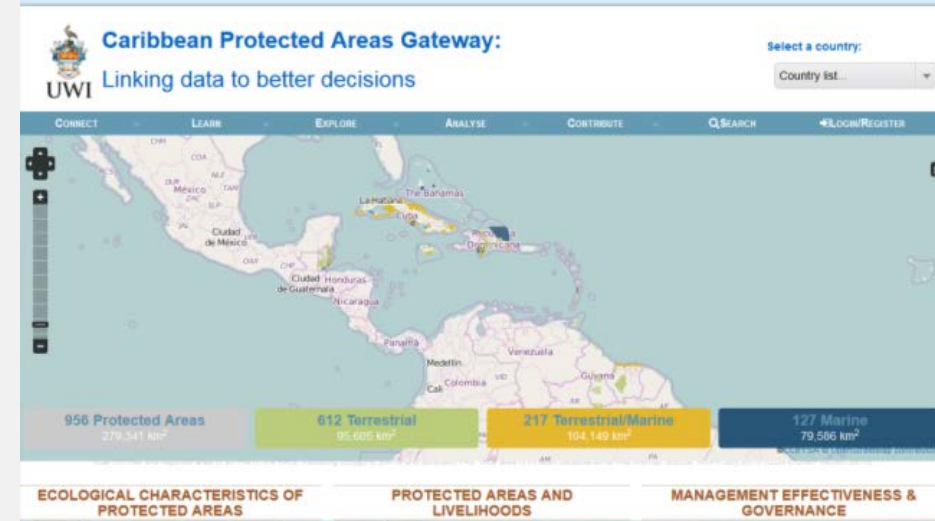 Caribbean Protected Areas Gateway:
Linking data to better decisions
UWI
Select a country:
Country list...
CONNECT
LEARN
EXPLORE
ANALYSE
CONTRIBUTE
SEARCH
LOGIN/REGISTER
México
Ciudad
de México
La Habana
Cuba
The Bahamas
Dominicana
Ciudad
de Guatemala
Honduras
Nicaragua
Panamá
Medellín
Cali
Colombia
Venezuela
Guyana
956 Protected Areas
279,341 km²
612 Terrestrial
95,605 km²
217 Terrestrial/Marine
104,149 km²
127 Marine
79,586 km²
ECOLOGICAL CHARACTERISTICS OF
PROTECTED AREAS
PROTECTED AREAS AND
LIVELIHOODS
MANAGEMENT EFFECTIVENESS &
GOVERNANCE